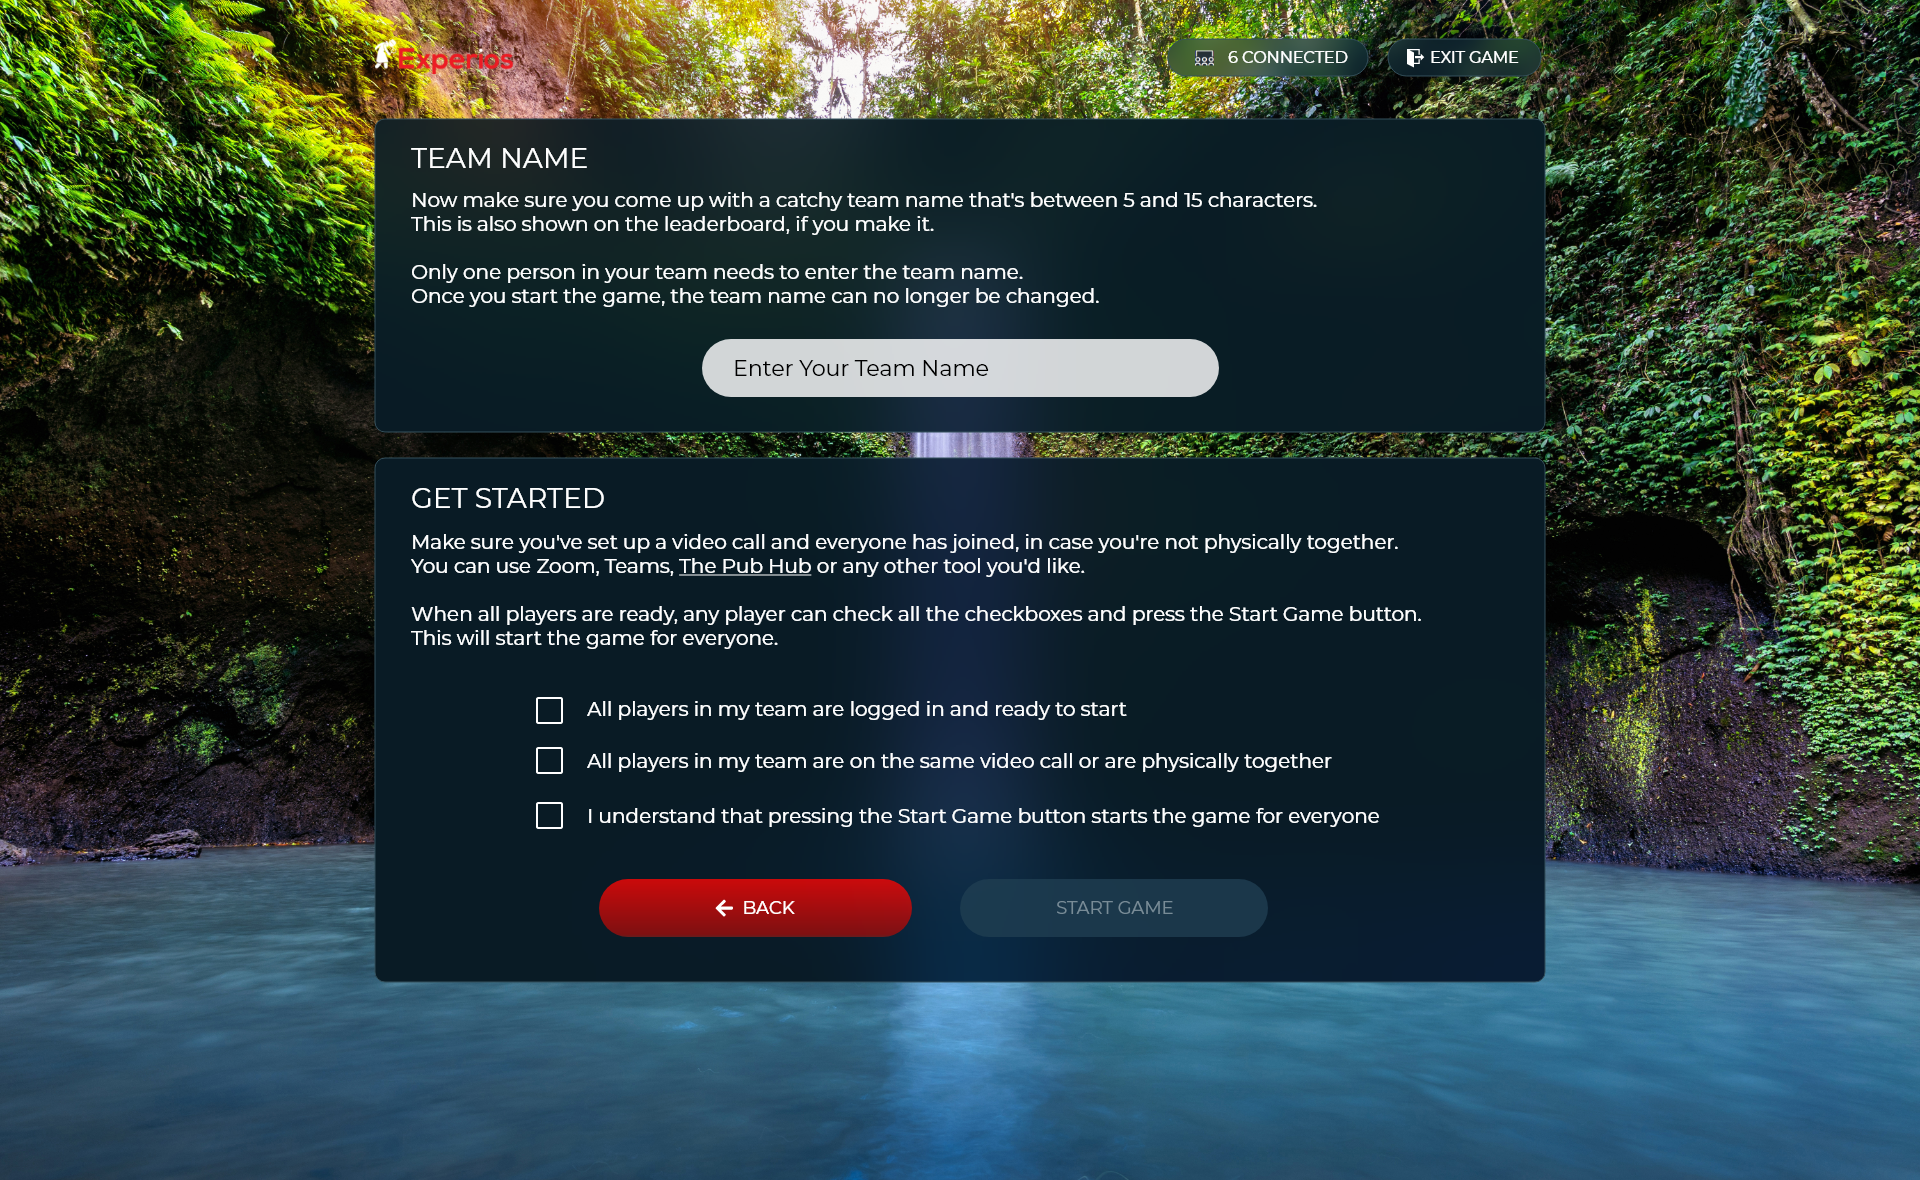 Experios
6 CONNECTED
EXIT GAME
TEAM NAME
Now make sure you come up with a catchy team name that's between 5 and 15 characters.
This is also shown on the leaderboard, if you make it.
Only one person in your team needs to enter the team name.
Once you start the game, the team name can no longer be changed.
Enter Your Team Name
GET STARTED
Make sure you've set up a video call and everyone has joined, in case you're not physically together.
You can use Zoom, Teams, The Pub Hub or any other tool you'd like.
When all players are ready, any player can check all the checkboxes and press the Start Game button.
This will start the game for everyone.
All players in my team are logged in and ready to start
All players in my team are on the same video call or are physically together
I understand that pressing the Start Game button starts the game for everyone
BACK
START GAME